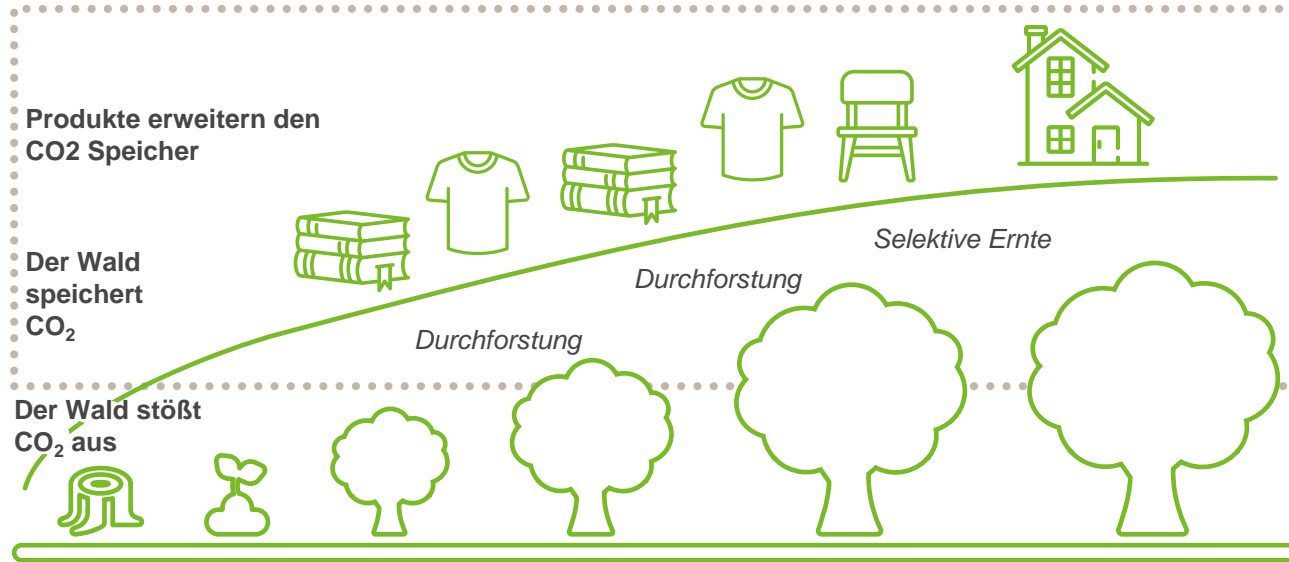 Produkte erweitern den
CO2 Speicher
Selektive Ernte
Der Wald
speichert
CO₂
Durchforstung
Durchforstung
Der Wald stößt
CO₂ aus